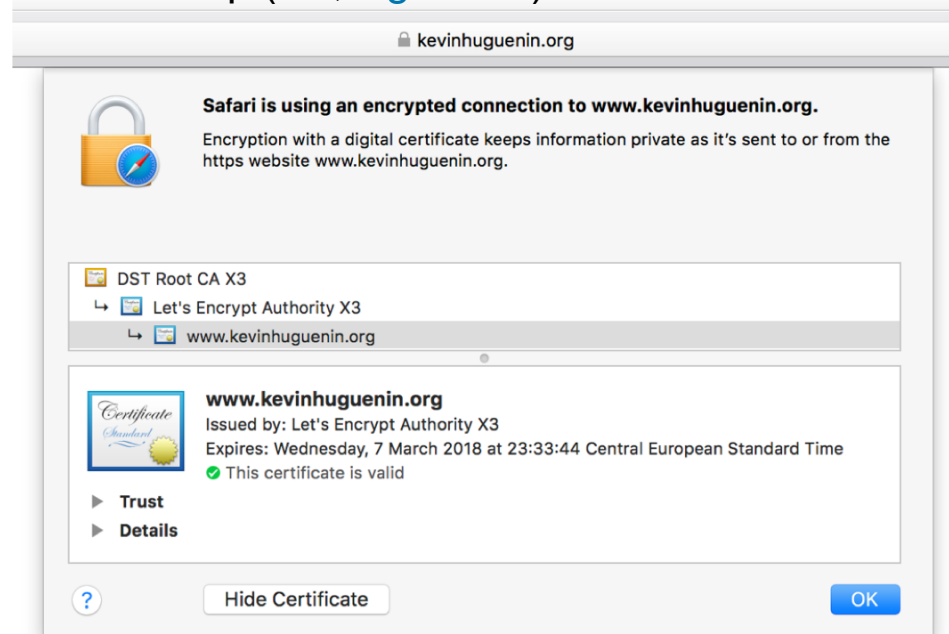 kevinhuguenin.org
Safari is using an encrypted connection to www.kevinhuguenin.org.
Encryption with a digital certificate keeps information private as it’s sent to or from the
https website www.kevinhuguenin.org.
DST Root CA X3
↳ Let's Encrypt Authority X3
↳ www.kevinhuguenin.org
Certificate
Standard
www.kevinhuguenin.org
Issued by: Let's Encrypt Authority X3
Expires: Wednesday, 7 March 2018 at 23:33:44 Central European Standard Time
This certificate is valid
Trust
Details
?
Hide Certificate
OK